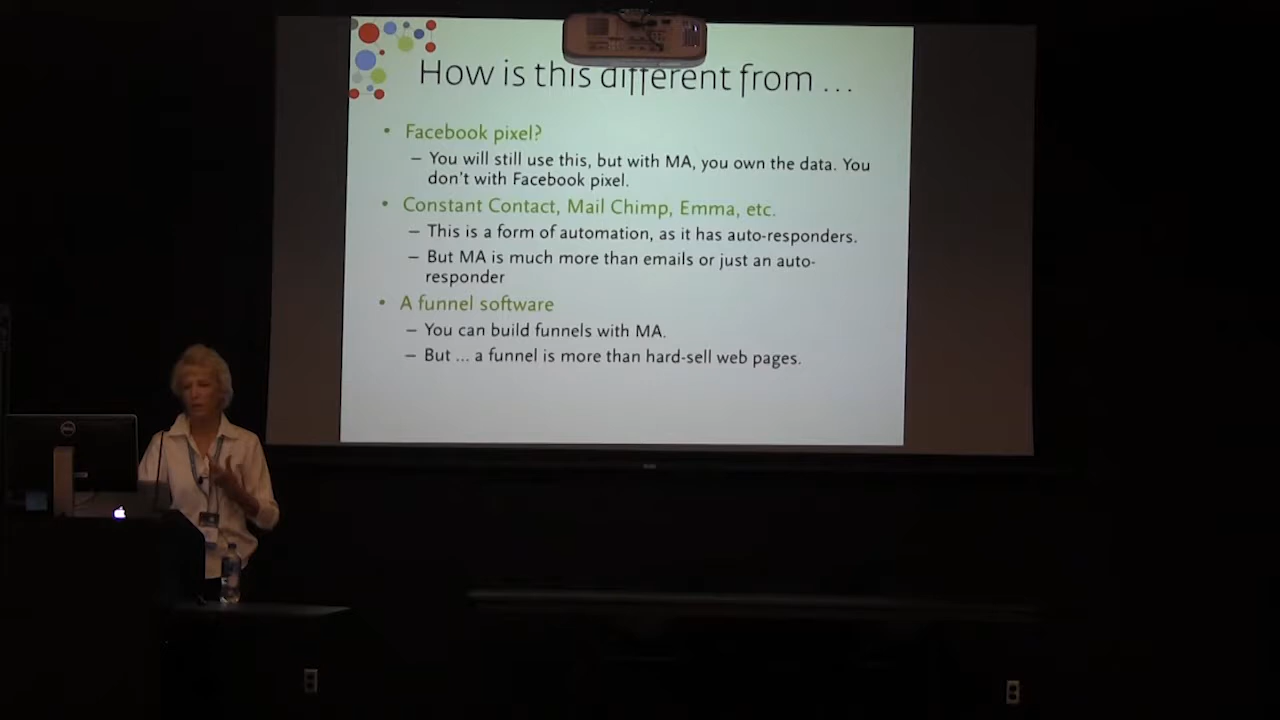 How is this different from ...
• Facebook pixel?
– You will still use this, but with MA, you own the data. You
don't with Facebook pixel.
• Constant Contact, Mail Chimp, Emma, etc.
– This is a form of automation, as it has auto-responders.
– But MA is much more than emails or just an auto-
responder
• A funnel software
– You can build funnels with MA.
– But ... a funnel is more than hard-sell web pages.
DELL